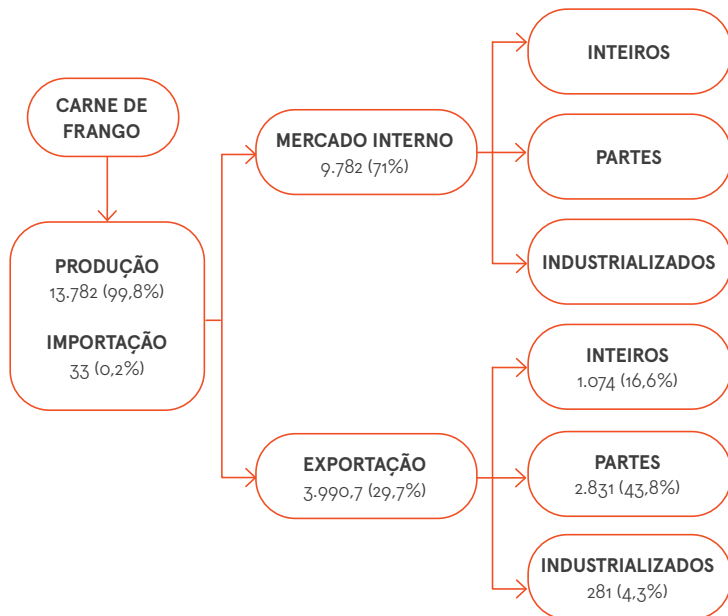 CARNE DE
FRANGO
PRODUÇÃO
13.782 (99,8%)
IMPORTAÇÃO
33 (0,2%)
MERCADO INTERNO
9.782 (71%)
INTEIROS
PARTES
INDUSTRIALIZADOS
EXPORTAÇÃO
3.990,7 (29,7%)
INTEIROS
1.074 (16,6%)
PARTES
2.831 (43,8%)
INDUSTRIALIZADOS
281 (4,3%)